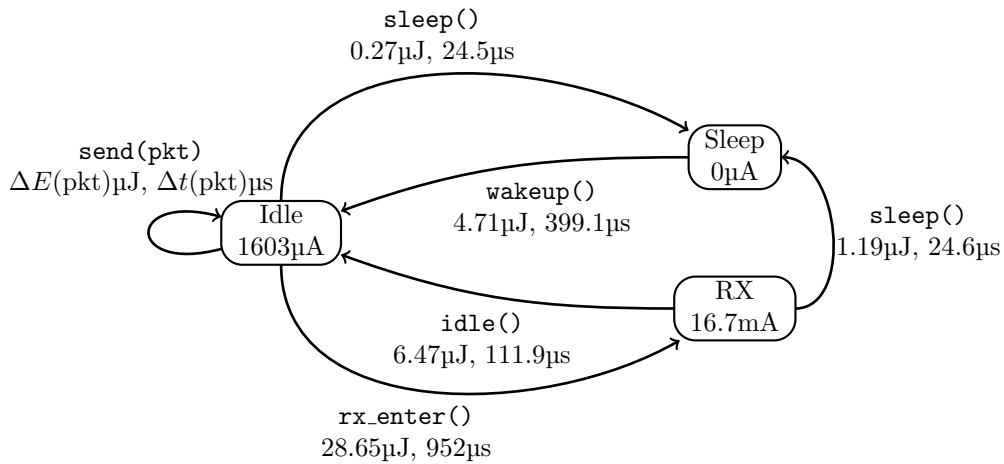 sleep()
0.27µJ, 24.5µs
send(pkt)
ΔE(pkt)µJ, Δt(pkt)µs
Idle
1603µA
Sleep
0µA
wakeup()
4.71µJ, 399.1µs
sleep()
1.19µJ, 24.6µs
RX
16.7mA
idle()
6.47µJ, 111.9µs
rx_enter()
28.65µJ, 952µs